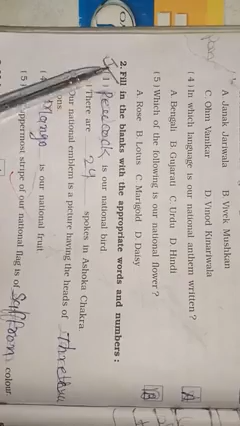 A Janak Jariwala B Vivek Mushkan
C Ohm Vanikar D Vinod Kinariwala
(4) In which language is our national anthem written?
A Bengali B Gujarati C Urdu D. Hindi
A
(5) Which of the following is our national flower?
A Rose B Lotus C Marigold D Daisy
B
2. Fill in the blanks with the appropriate words and numbers:
Peacock is our national bird
There are 24 spokes in Ashoka Chakra.
Our national emblem is a picture having the heads of
ons.
Mango is our national fruit
(5) uppermost stripe of our national flag is of Saffrom colour